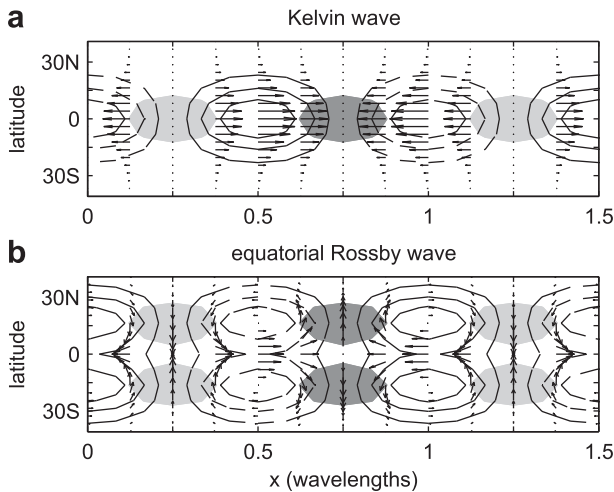 a
Kelvin wave
30N
0
30S
latitude
0
0.5
1
1.5
b
equatorial Rossby wave
30N
0
30S
latitude
0
0.5
1
1.5
x (wavelengths)